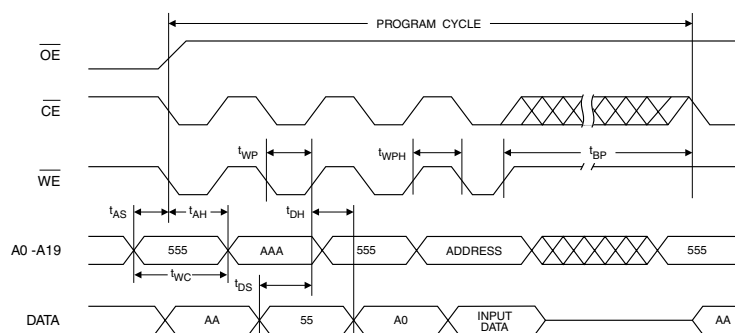 PROGRAM CYCLE
OE
CE
tWP tWPH tBP
WE
tAS tAH tDH
A0 -A19 555 AAA 555 ADDRESS 555
tWC
tDS
DATA AA 55 A0 INPUT DATA AA